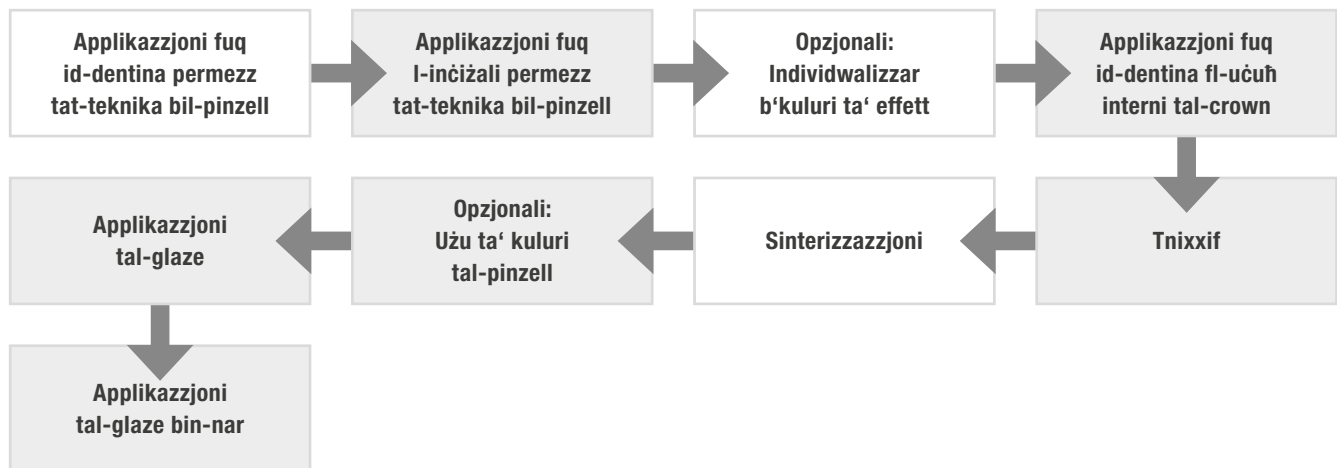 Applikazzjoni fuq
id-dentina permezz
tat-teknika bil-pinzell
Applikazzjoni fuq
l-inċiżali permezz
tat-teknika bil-pinzell
Opzjonali:
Individwalizzar
b‘kuluri ta‘ effett
Applikazzjoni fuq
id-dentina fl-uċuħ
interni tal-crown
Tnixxif
Sinterizzazzjoni
Opzjonali:
Użu ta‘ kuluri
tal-pinzell
Applikazzjoni
tal-glaze
Applikazzjoni
tal-glaze bin-nar